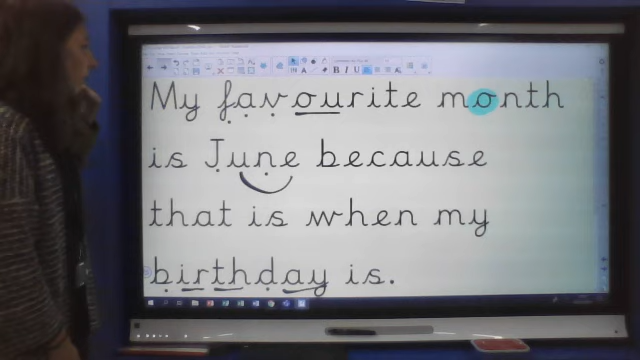 My favourite month
is June because
that is when my
birthday is.